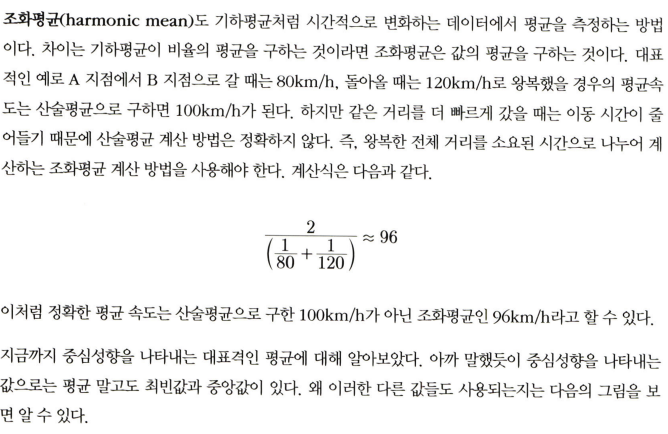 조화평균(harmonic mean)도 기하평균처럼 시간적으로 변화하는 데이터에서 평균을 측정하는 방법
이다. 차이는 기하평균이 비율의 평균을 구하는 것이라면 조화평균은 값의 평균을 구하는 것이다. 대표
적인 예로 A 지점에서 B 지점으로 갈 때는 80km/h, 돌아올 때는 120km/h로 왕복했을 경우의 평균속
도는 산술평균으로 구하면 100km/h가 된다. 하지만 같은 거리를 더 빠르게 갔을 때는 이동 시간이 줄
어들기 때문에 산술평균 계산 방법은 정확하지 않다. 즉, 왕복한 전체 거리를 소요된 시간으로 나누어 계
산하는 조화평균 계산 방법을 사용해야 한다. 계산식은 다음과 같다.
2
(1/80 + 1/120) ≈ 96
이처럼 정확한 평균 속도는 산술평균으로 구한 100km/h가 아닌 조화평균인 96km/h라고 할 수 있다.
지금까지 중심성향을 나타내는 대표격인 평균에 대해 알아보았다. 아까 말했듯이 중심성향을 나타내는
값으로는 평균 말고도 최빈값과 중앙값이 있다. 왜 이러한 다른 값들도 사용되는지는 다음의 그림을 보
면 알 수 있다.